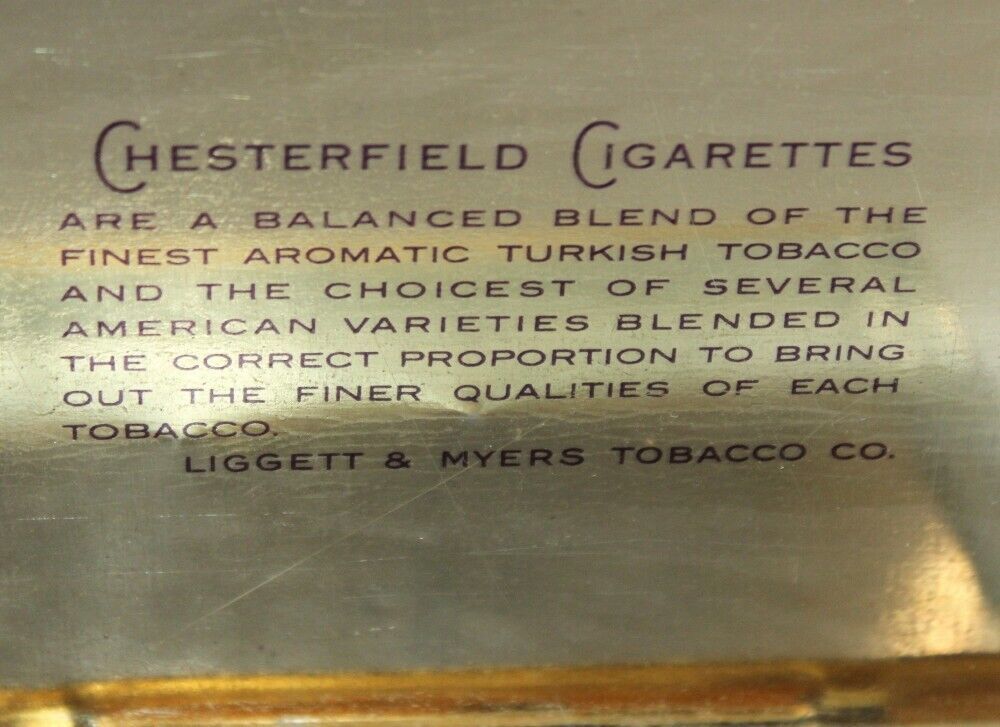 CHESTERFIELD CIGARETTES
ARE A BALANCED BLEND OF THE
FINEST AROMATIC TURKISH TOBACCO
AND THE CHOICEST OF SEVERAL
AMERICAN VARIETIES BLENDED IN
THE CORRECT PROPORTION TO BRING
OUT THE FINER QUALITIES OF EACH
TOBACCO.
LIGGETT & MYERS TOBACCO CO.